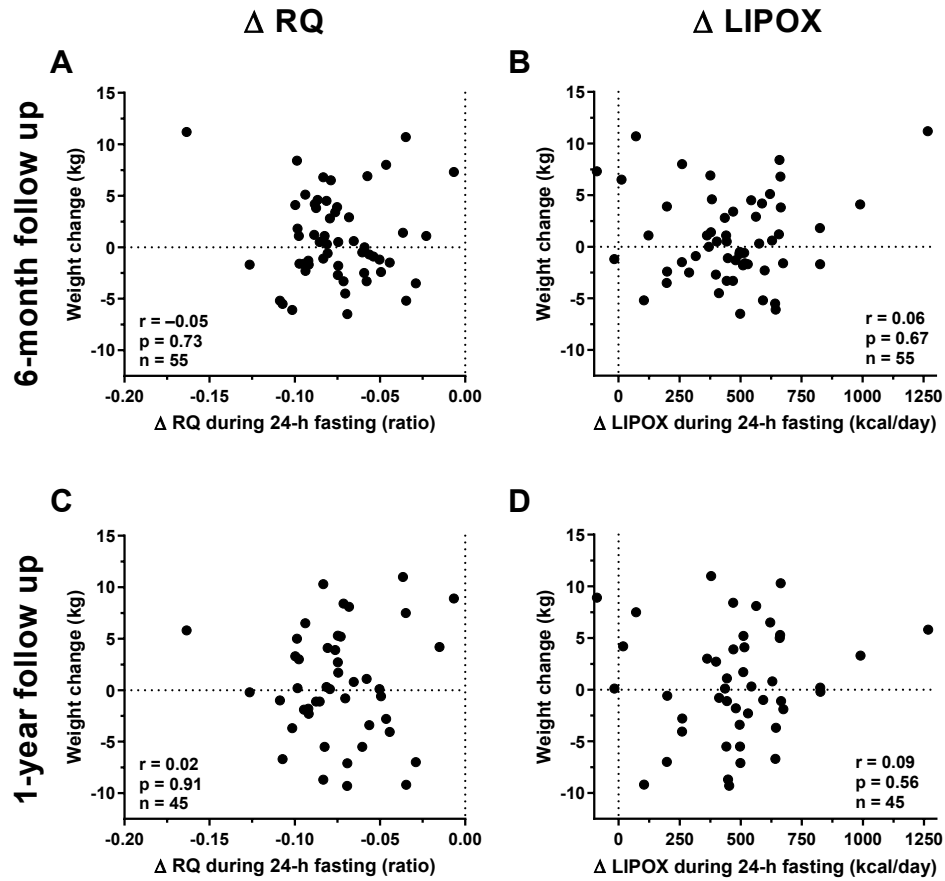 Δ RQ
Δ LIPOX
6-month follow up
A
Weight change (kg)
15
10
5
0
-5
-10
r = –0.05
p = 0.73
n = 55
-0.20
-0.15
-0.10
-0.05
0.00
Δ RQ during 24-h fasting (ratio)
B
Weight change (kg)
15
10
5
0
-5
-10
r = 0.06
p = 0.67
n = 55
0
250
500
750
1000
1250
Δ LIPOX during 24-h fasting (kcal/day)
1-year follow up
C
Weight change (kg)
15
10
5
0
-5
-10
r = 0.02
p = 0.91
n = 45
-0.20
-0.15
-0.10
-0.05
0.00
Δ RQ during 24-h fasting (ratio)
D
Weight change (kg)
15
10
5
0
-5
-10
r = 0.09
p = 0.56
n = 45
0
250
500
750
1000
1250
Δ LIPOX during 24-h fasting (kcal/day)